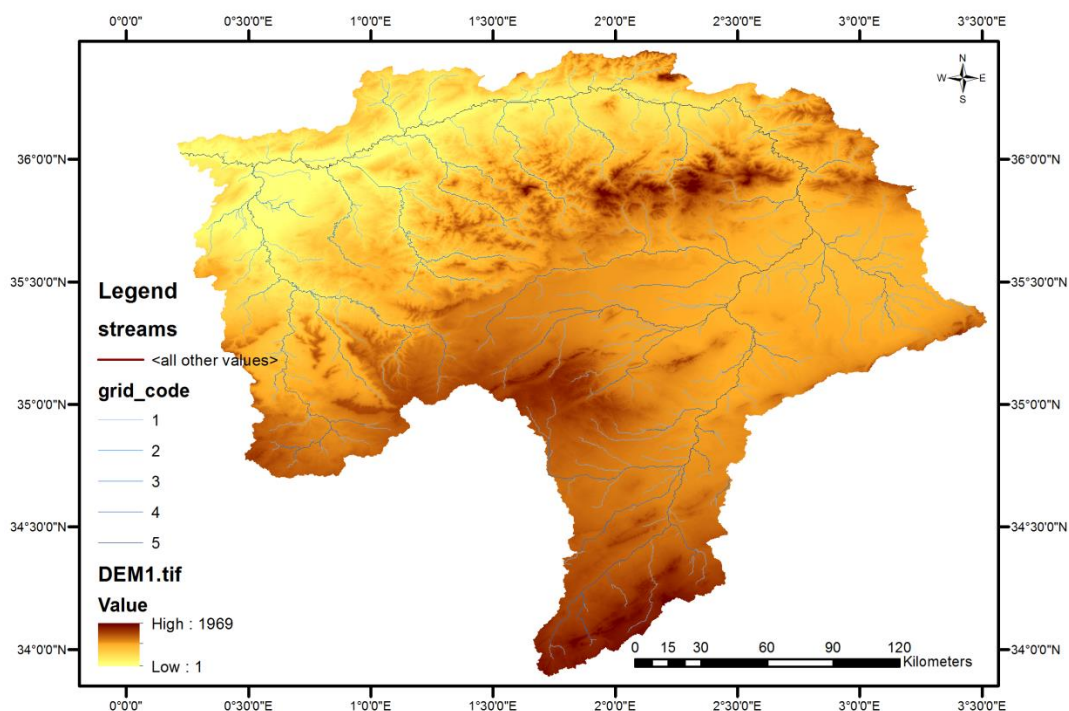 0°0'0" 0°30'0"E 1°0'0"E 1°30'0"E 2°0'0"E 2°30'0"E 3°0'0"E 3°30'0"E
N
W E
S
36°0'0"N 36°0'0"N
35°30'0"N 35°30'0"N
35°0'0"N 35°0'0"N
34°30'0"N 34°30'0"N
34°0'0"N 34°0'0"N
Legend
streams
<all other values>
grid_code
1
2
3
4
5
DEM1.tif
Value
High : 1969
Low : 1
0 15 30 60 90 120
Kilometers
0°0'0" 0°30'0"E 1°0'0"E 1°30'0"E 2°0'0"E 2°30'0"E 3°0'0"E 3°30'0"E